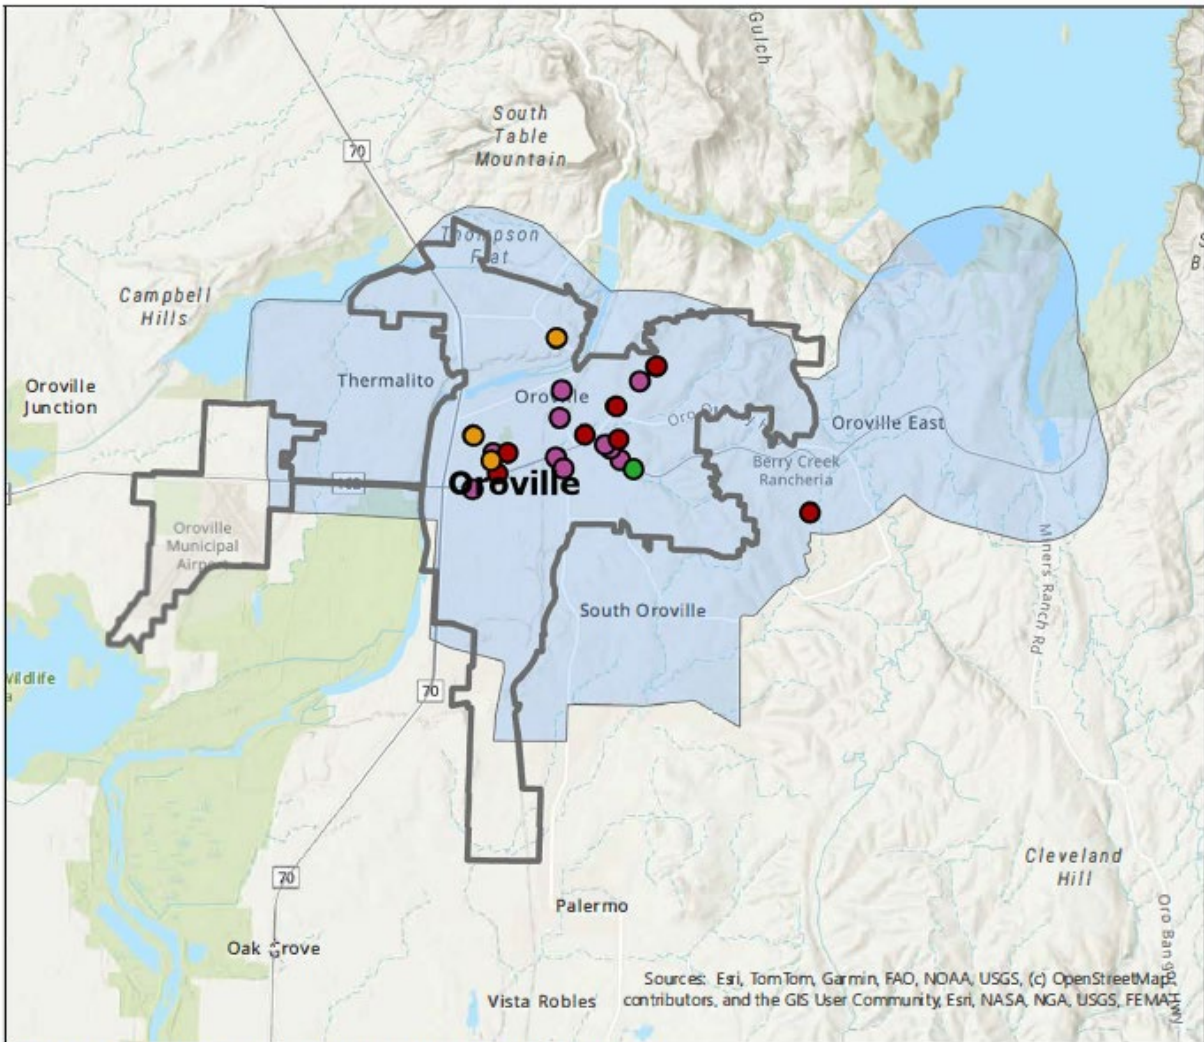 Gulch
South
Table
Mountain
70
Thompson
Flat
Campbell
Hills
Oroville
Junction
Thermalito
Oroville
Oroville East
Berry Creek
Rancheria
Oroville
162
Oroville
Municipal
Airport
Miners Ranch Rd
South Oroville
Wildlife
70
Cleveland
Hill
70
Palermo
Oak Grove
Vista Robles
Sources: Esri, TomTom, Garmin, FAO, NOAA, USGS, (c) OpenStreetMap
contributors, and the GIS User Community, Esri, NASA, NGA, USGS, FEMA